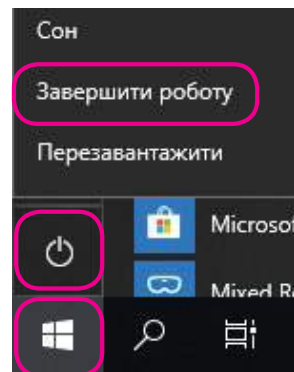 Сон
Завершити роботу
Перезавантажити
Microsof
Mixed R